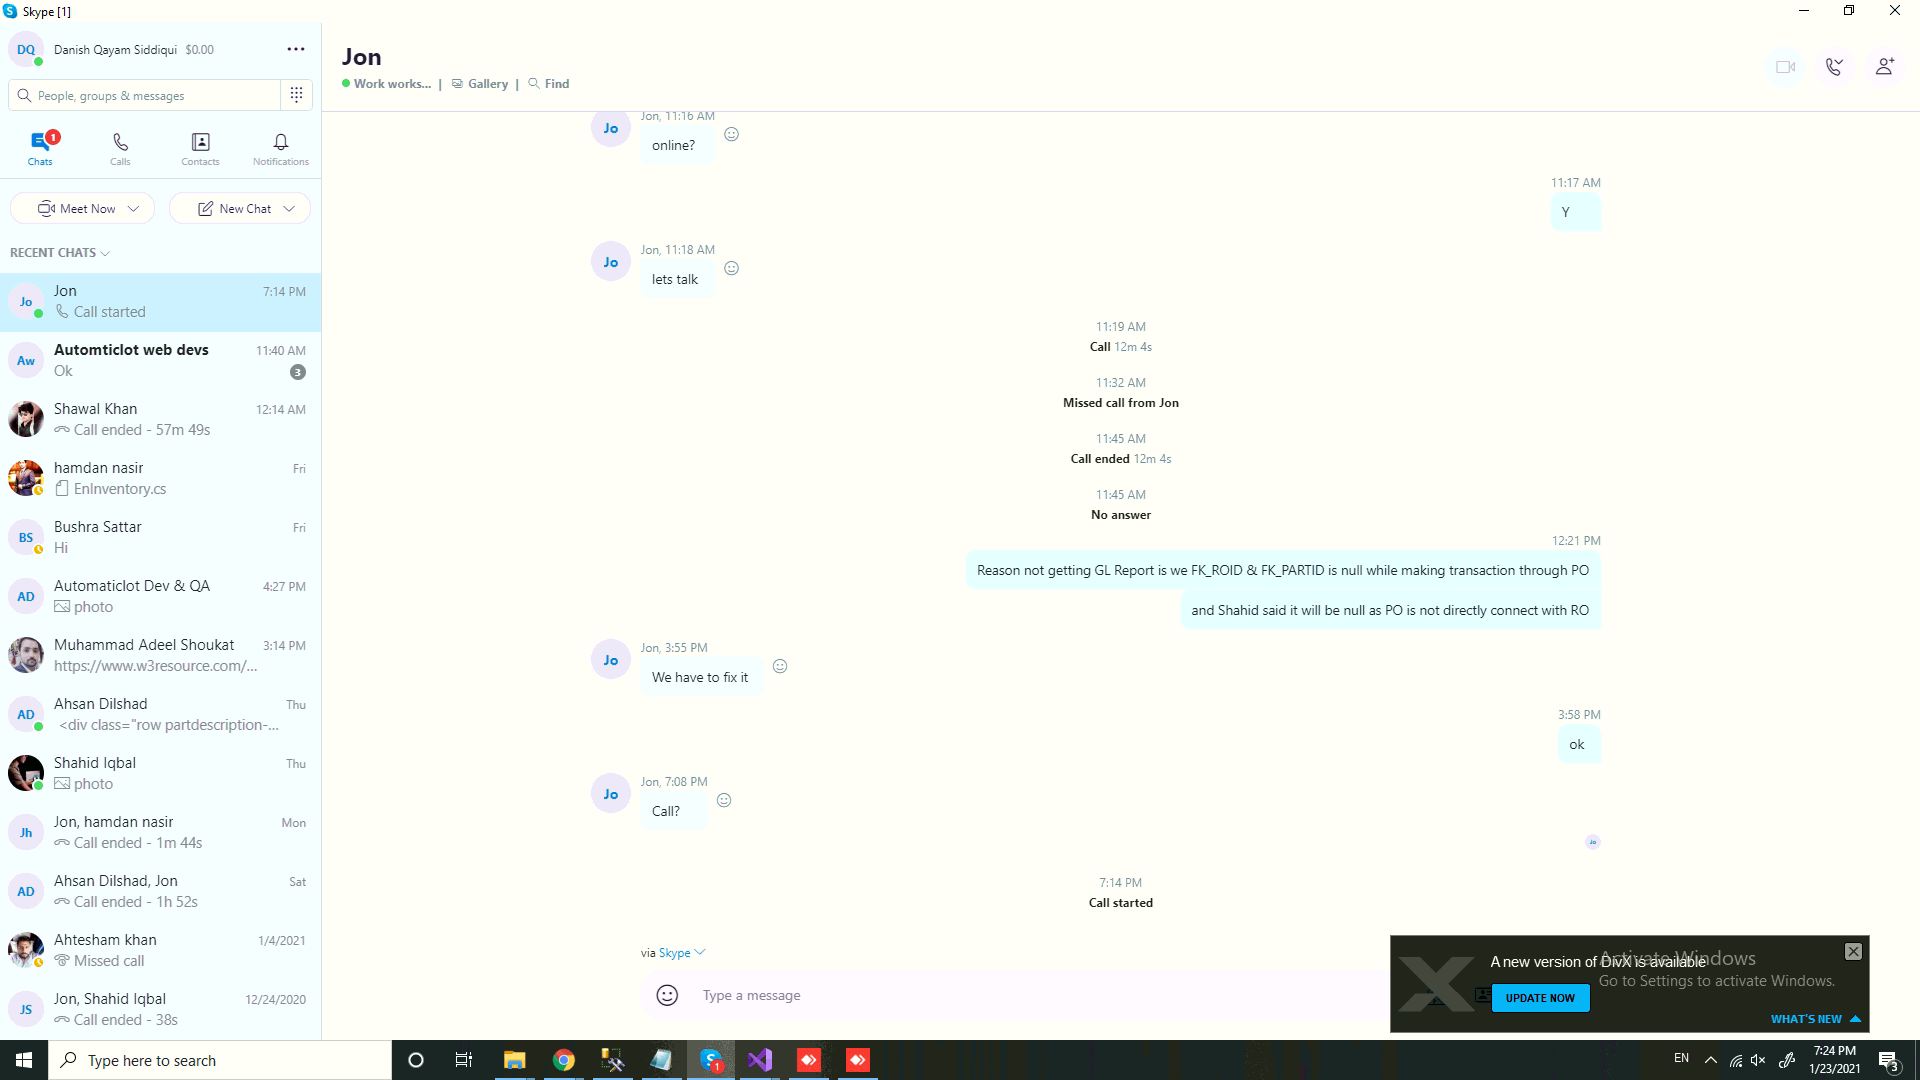 Skype [1]
DQ
Danish Qayam Siddiqui $0.00
People, groups & messages
1
Chats
Calls
Contacts
Notifications
Meet Now
New Chat
RECENT CHATS
Jo
Jon 7:14 PM
Call started
Aw
Automticlot web devs 11:40 AM
Ok 3
Shawal Khan 12:14 AM
Call ended - 57m 49s
hamdan nasir Fri
EnInventory.cs
BS
Bushra Sattar Fri
Hi
AD
Automaticlot Dev & QA 4:27 PM
photo
Muhammad Adeel Shoukat 3:14 PM
https://www.w3resource.com/...
AD
Ahsan Dilshad Thu
<div class="row partdescription-...
Shahid Iqbal Thu
photo
Jh
Jon, hamdan nasir Mon
Call ended - 1m 44s
AD
Ahsan Dilshad, Jon Sat
Call ended - 1h 52s
Ahtesham khan 1/4/2021
Missed call
JS
Jon, Shahid Iqbal 12/24/2020
Call ended - 38s
Jon
Work works... | Gallery | Find
Jo
Jon, 11:16 AM
online?
11:17 AM
Y
Jo
Jon, 11:18 AM
lets talk
11:19 AM
Call 12m 4s
11:32 AM
Missed call from Jon
11:45 AM
Call ended 12m 4s
11:45 AM
No answer
12:21 PM
Reason not getting GL Report is we FK_ROID & FK_PARTID is null while making transaction through PO
and Shahid said it will be null as PO is not directly connect with RO
Jo
Jon, 3:55 PM
We have to fix it
3:58 PM
ok
Jo
Jon, 7:08 PM
Call?
Jo
7:14 PM
Call started
via Skype
Type a message
A new version of DivX is available
UPDATE NOW
WHAT'S NEW
Activate Windows
Go to Settings to activate Windows.
Type here to search
1
EN
7:24 PM
1/23/2021
3